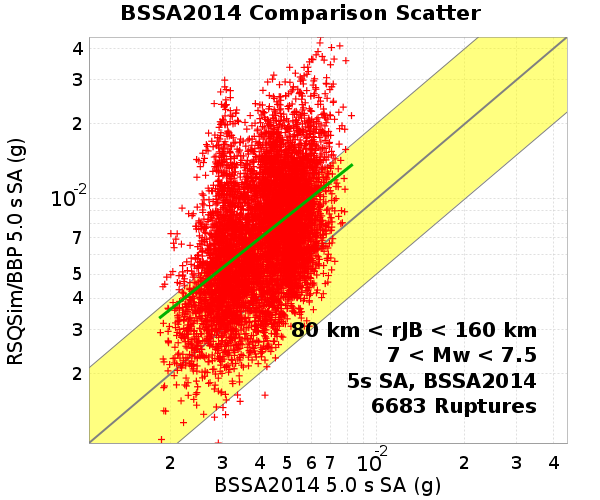 BSSA2014 Comparison Scatter
RSQSim/BBP 5.0 s SA (g)
4
3
2
10-2
7
5
4
3
2
80 km < rJB < 160 km
7 < Mw < 7.5
5s SA, BSSA2014
6683 Ruptures
2 3 4 5 6 7 10-2 2 3 4
BSSA2014 5.0 s SA (g)